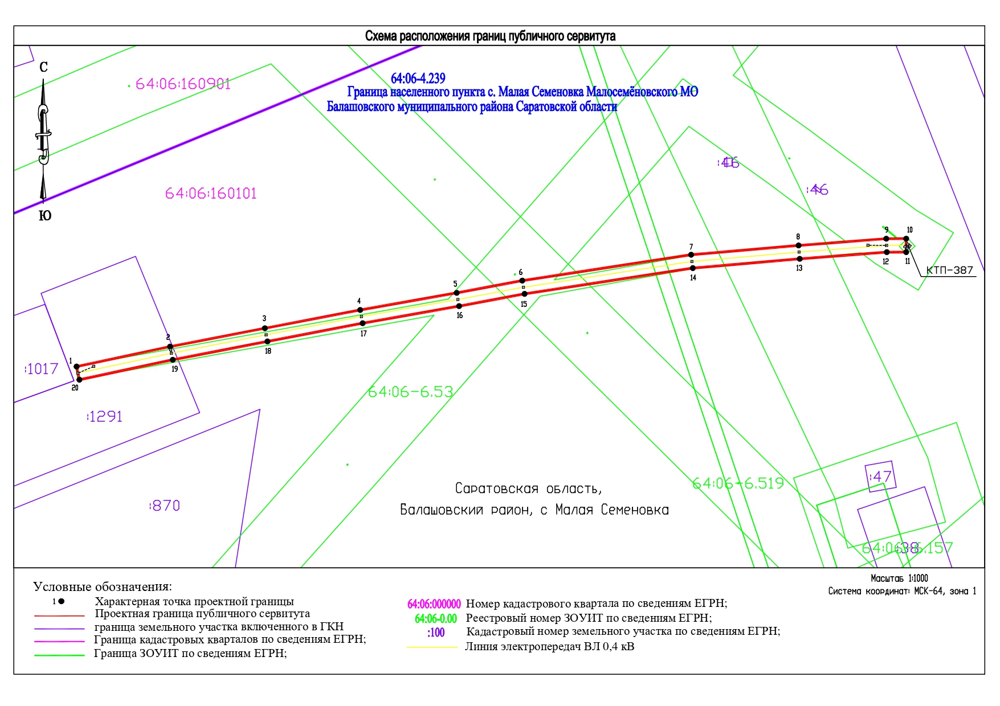 Схема расположения границ публичного сервитута
С
64:06:160901
64:06-4.239
Граница населенного пункта с. Малая Семеновка Малосемёновского МО
Балашовского муниципального района Саратовской области
:46
64:06:160101
:46
Ю
1
2
3
4
5
6
7
8
9
10
11
12
13
14
15
16
17
18
19
20
КТП-387
:1017
:1291
:870
64:06-6.53
64:06-6.519
:47
:38
64:06-6.157
Саратовская область,
Балашовский район, с Малая Семеновка
Масштаб 1:1000
Система координат: МСК-64, зона 1
Условные обозначения:
1 Характерная точка проектной границы
Проектная граница публичного сервитута
граница земельного участка включенного в ГКН
Граница кадастровых кварталов по сведениям ЕГРН;
Граница ЗОУИТ по сведениям ЕГРН;
64:06:000000 Номер кадастрового квартала по сведениям ЕГРН;
64:06-0.00 Реестровый номер ЗОУИТ по сведениям ЕГРН;
:100 Кадастровый номер земельного участка по сведениям ЕГРН;
Линия электропередач ВЛ 0,4 кВ